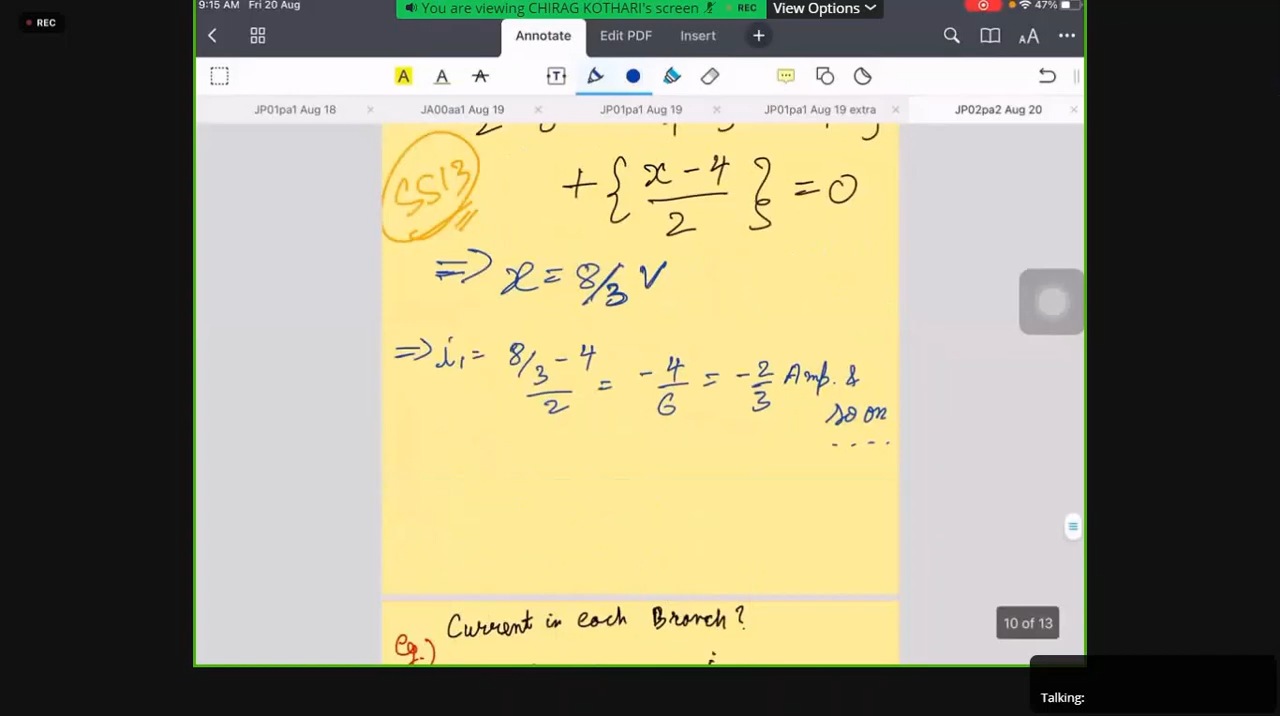 9:15 AM Fri 20 Aug
You are viewing CHIRAG KOTHARI's screen
REC
View Options
47%
REC
Annotate
Edit PDF
Insert
+
AA
A A A T
JP01pa1 Aug 18 ×
JA00aa1 Aug 19 ×
JP01pa1 Aug 19 ×
JP01pa1 Aug 19 extra ×
JP02pa2 Aug 20 ×
SS13
+ { x - 4 / 2 } = 0
=> x = 8/3 V
=> i₁ = 8/3 - 4 / 2 = - 4/6 = - 2/3 Amp. &
so on
....
Current in each Branch?
eg.)
i
10 of 13
Talking: